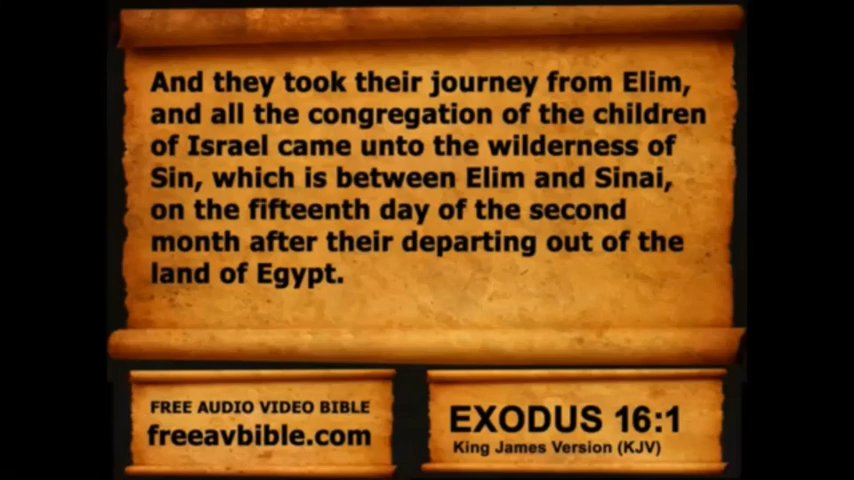 And they took their journey from Elim,
and all the congregation of the children
of Israel came unto the wilderness of
Sin, which is between Elim and Sinai,
on the fifteenth day of the second
month after their departing out of the
land of Egypt.
FREE AUDIO VIDEO BIBLE
freeavbible.com
EXODUS 16:1
King James Version (KJV)